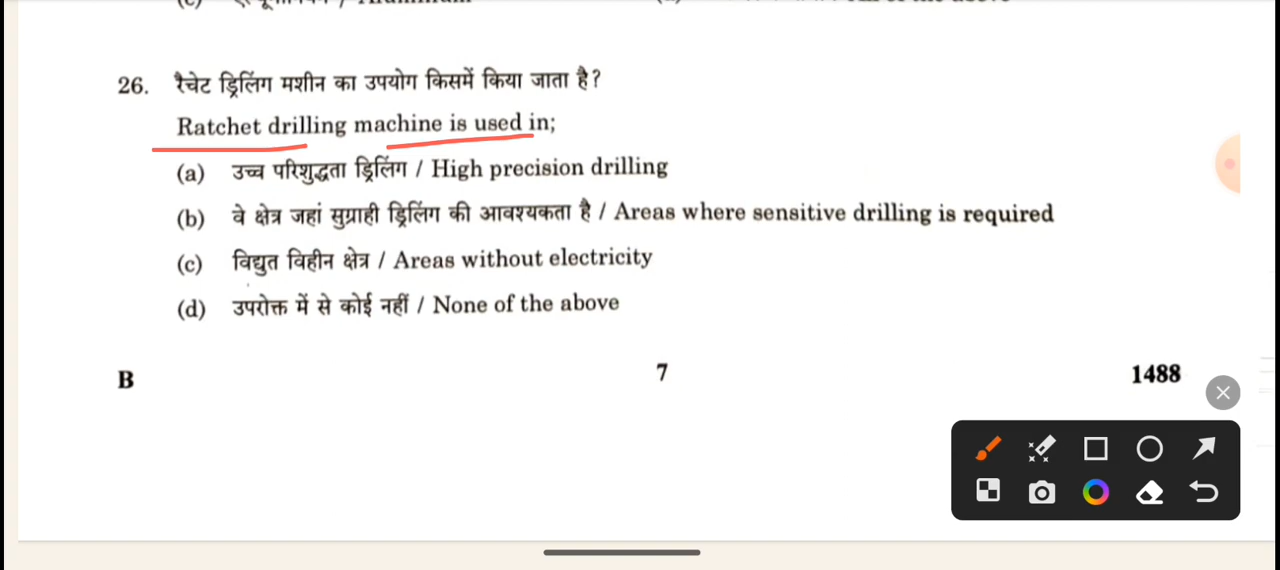 26. रैचेट ड्रिलिंग मशीन का उपयोग किसमें किया जाता है?
Ratchet drilling machine is used in;
(a) उच्च परिशुद्धता ड्रिलिंग / High precision drilling
(b) वे क्षेत्र जहां सुग्राही ड्रिलिंग की आवश्यकता है / Areas where sensitive drilling is required
(c) विद्युत विहीन क्षेत्र / Areas without electricity
(d) उपरोक्त में से कोई नहीं / None of the above
B 7 1488